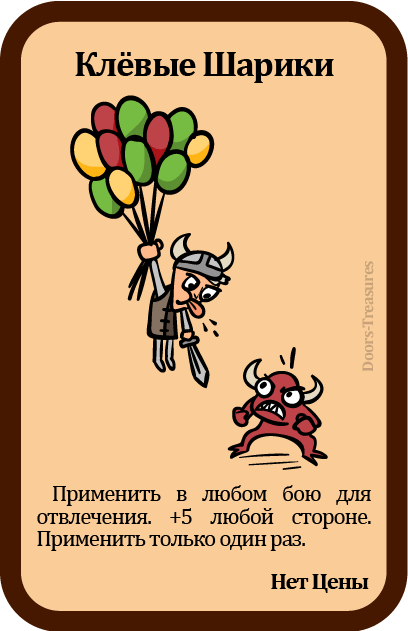 Клёвые Шарики
Doors-Treasures
Применить в любом бою для
отвлечения. +5 любой стороне.
Применить только один раз.
Нет Цены